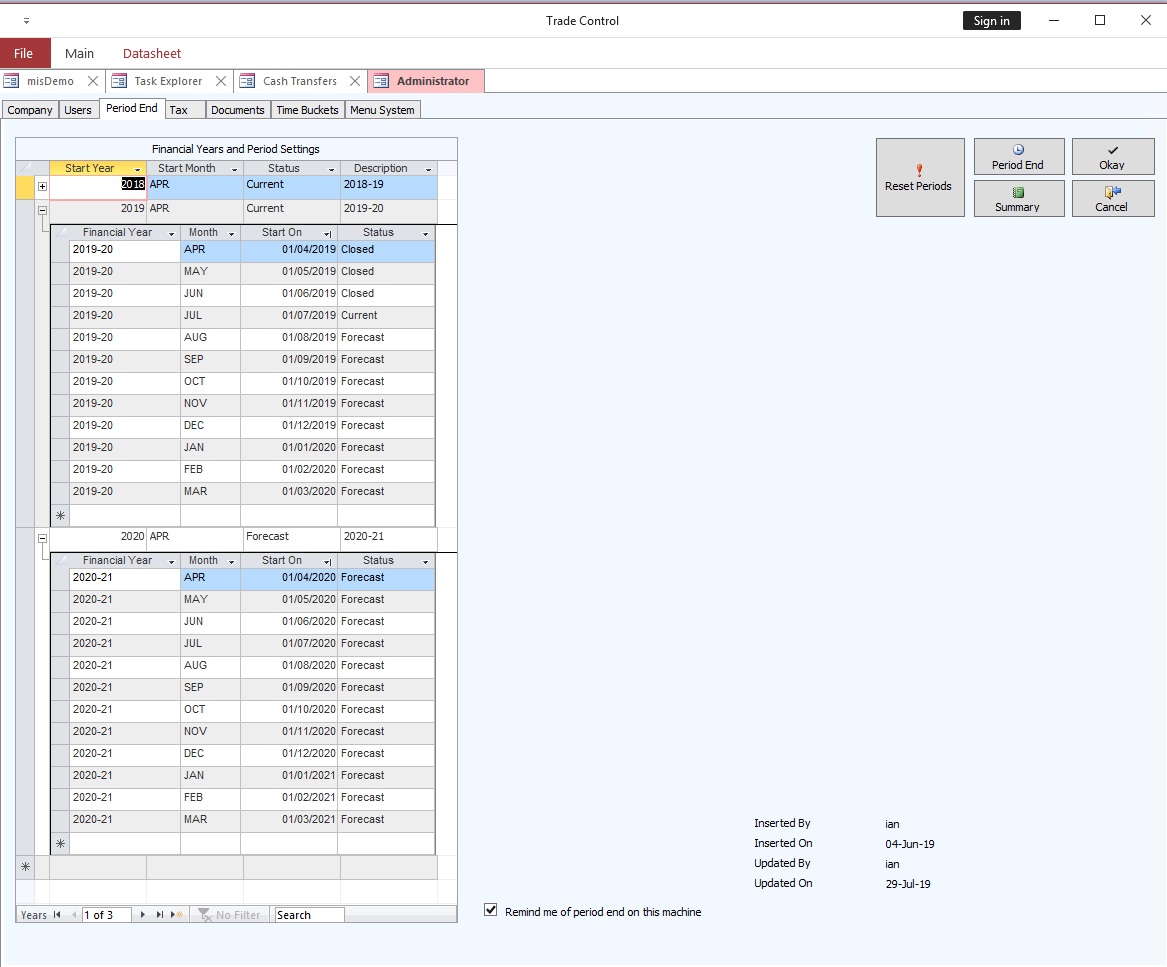 Trade Control
Sign in
File Main Datasheet
misDemo Task Explorer Cash Transfers Administrator
Company Users Period End Tax Documents Time Buckets Menu System
Financial Years and Period Settings
Start Year Start Month Status Description
2018 APR Current 2018-19
2019 APR Current 2019-20
Financial Year Month Start On Status
2019-20 APR 01/04/2019 Closed
2019-20 MAY 01/05/2019 Closed
2019-20 JUN 01/06/2019 Closed
2019-20 JUL 01/07/2019 Current
2019-20 AUG 01/08/2019 Forecast
2019-20 SEP 01/09/2019 Forecast
2019-20 OCT 01/10/2019 Forecast
2019-20 NOV 01/11/2019 Forecast
2019-20 DEC 01/12/2019 Forecast
2019-20 JAN 01/01/2020 Forecast
2019-20 FEB 01/02/2020 Forecast
2019-20 MAR 01/03/2020 Forecast
2020 APR Forecast 2020-21
Financial Year Month Start On Status
2020-21 APR 01/04/2020 Forecast
2020-21 MAY 01/05/2020 Forecast
2020-21 JUN 01/06/2020 Forecast
2020-21 JUL 01/07/2020 Forecast
2020-21 AUG 01/08/2020 Forecast
2020-21 SEP 01/09/2020 Forecast
2020-21 OCT 01/10/2020 Forecast
2020-21 NOV 01/11/2020 Forecast
2020-21 DEC 01/12/2020 Forecast
2020-21 JAN 01/01/2021 Forecast
2020-21 FEB 01/02/2021 Forecast
2020-21 MAR 01/03/2021 Forecast
Years 1 of 3 No Filter Search
Reset Periods
Period End
Okay
Summary
Cancel
Inserted By ian
Inserted On 04-Jun-19
Updated By ian
Updated On 29-Jul-19
Remind me of period end on this machine